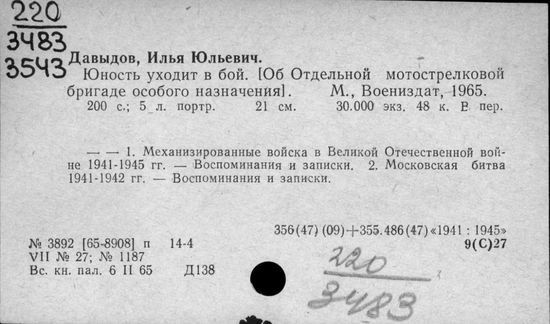 220
3483
3543
Давыдов, Илья Юльевич.
Юность уходит в бой. [Об Отдельной мотострелковой
бригаде особого назначения]. М., Воениздат, 1965.
200 с.; 5 л. портр. 21 см. 30.000 экз. 48 к. В пер.
— — 1. Механизированные войска в Великой Отечественной вой-
не 1941-1945 гг. — Воспоминания и записки. 2. Московская битва
1941-1942 гг. — Воспоминания и записки.
356(47) (09)+355.486(47)«1941 : 1945»
№ 3892 [65-8908] п 14-4 9(С)27
VII № 27; № 1187
Вс. кн. пал. 6 II 65 Д138
220
3483